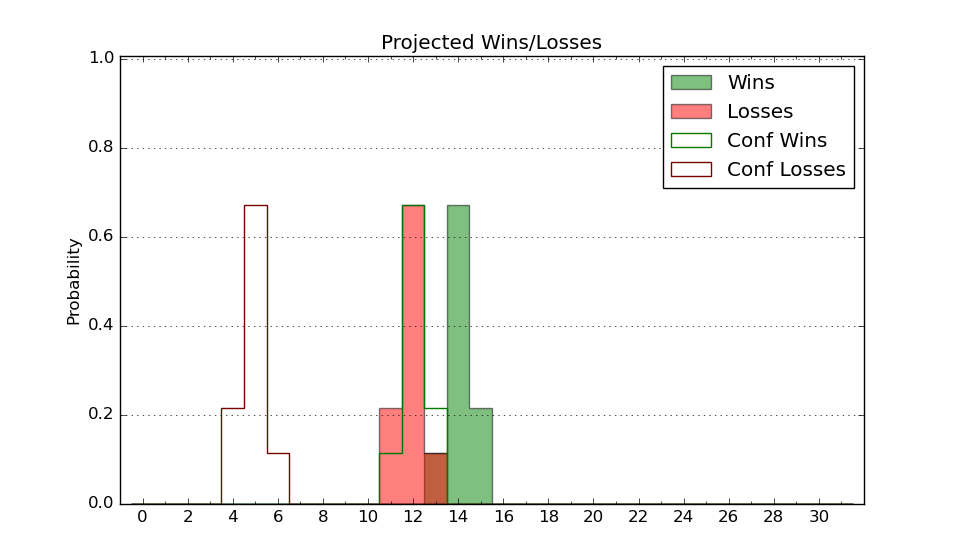 Projected Wins/Losses
1.0
0.8
0.6
0.4
0.2
0.0
Probability
Wins
Losses
Conf Wins
Conf Losses
0 2 4 6 8 10 12 14 16 18 20 22 24 26 28 30